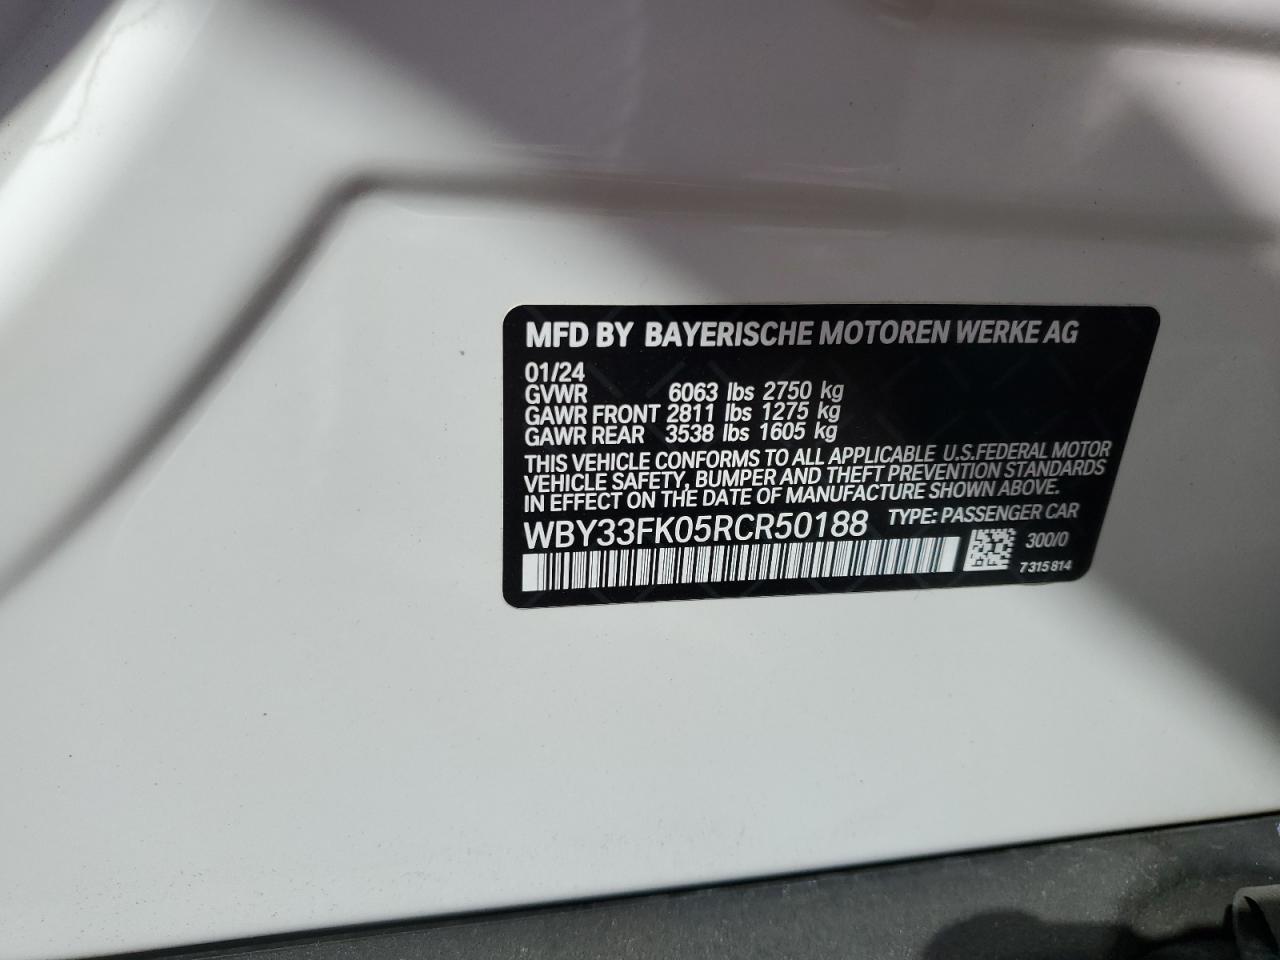 MFD BY BAYERISCHE MOTOREN WERKE AG
01/24
GVWR 6063 lbs 2750 kg
GAWR FRONT 2811 lbs 1275 kg
GAWR REAR 3538 lbs 1605 kg
THIS VEHICLE CONFORMS TO ALL APPLICABLE U.S.FEDERAL MOTOR
VEHICLE SAFETY, BUMPER AND THEFT PREVENTION STANDARDS
IN EFFECT ON THE DATE OF MANUFACTURE SHOWN ABOVE.
WBY33FK05RCR50188 TYPE: PASSENGER CAR
300/0
7315814